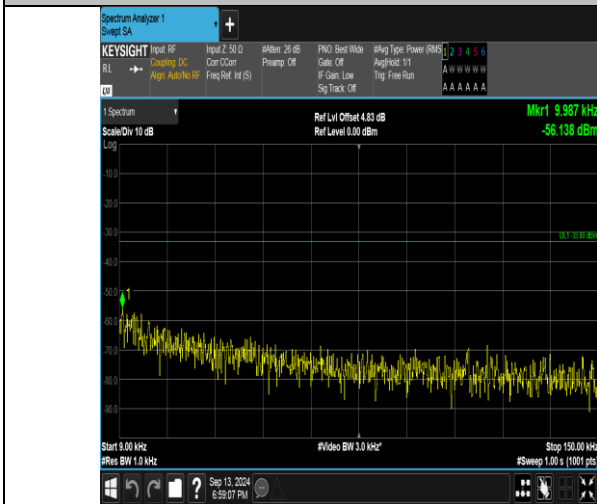 Spectrum Analyzer 1
Swept SA
+
KEYSIGHT
Input: RF
Coupling: DC
Align: Auto/No RF
Input Z: 50 Ω
Corr CCorr
Freq Ref: Int (S)
#Atten: 26 dB
Preamp: Off
PNO: Best Wide
Gate: Off
IF Gain: Low
Sig Track: Off
#Avg Type: Power (RMS
Avg|Hold: 1/1
Trig: Free Run
1 2 3 4 5 6
A W W W W W
A A A A A A
RL
1 Spectrum
Scale/Div 10 dB
Log
Ref Lvl Offset 4.83 dB
Ref Level 0.00 dBm
Mkr1 9.987 kHz
-56.138 dBm
-10.0
-20.0
-30.0
DL1 -33.00 dBm
-40.0
-50.0
1
-60.0
-70.0
-80.0
-90.0
Start 9.00 kHz
#Res BW 1.0 kHz
#Video BW 3.0 kHz*
Stop 150.00 kHz
#Sweep 1.00 s (1001 pts)
?
Sep 13, 2024
6:59:07 PM